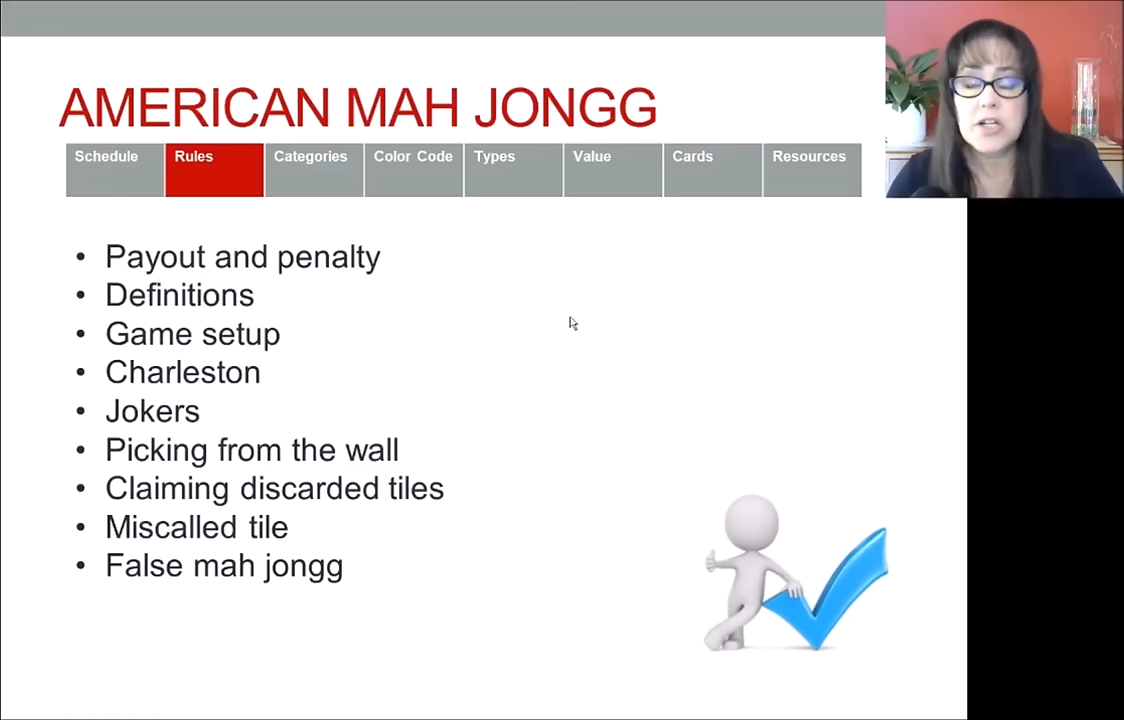 AMERICAN MAH JONGG
Schedule Rules Categories Color Code Types Value Cards Resources
• Payout and penalty
• Definitions
• Game setup
• Charleston
• Jokers
• Picking from the wall
• Claiming discarded tiles
• Miscalled tile
• False mah jongg